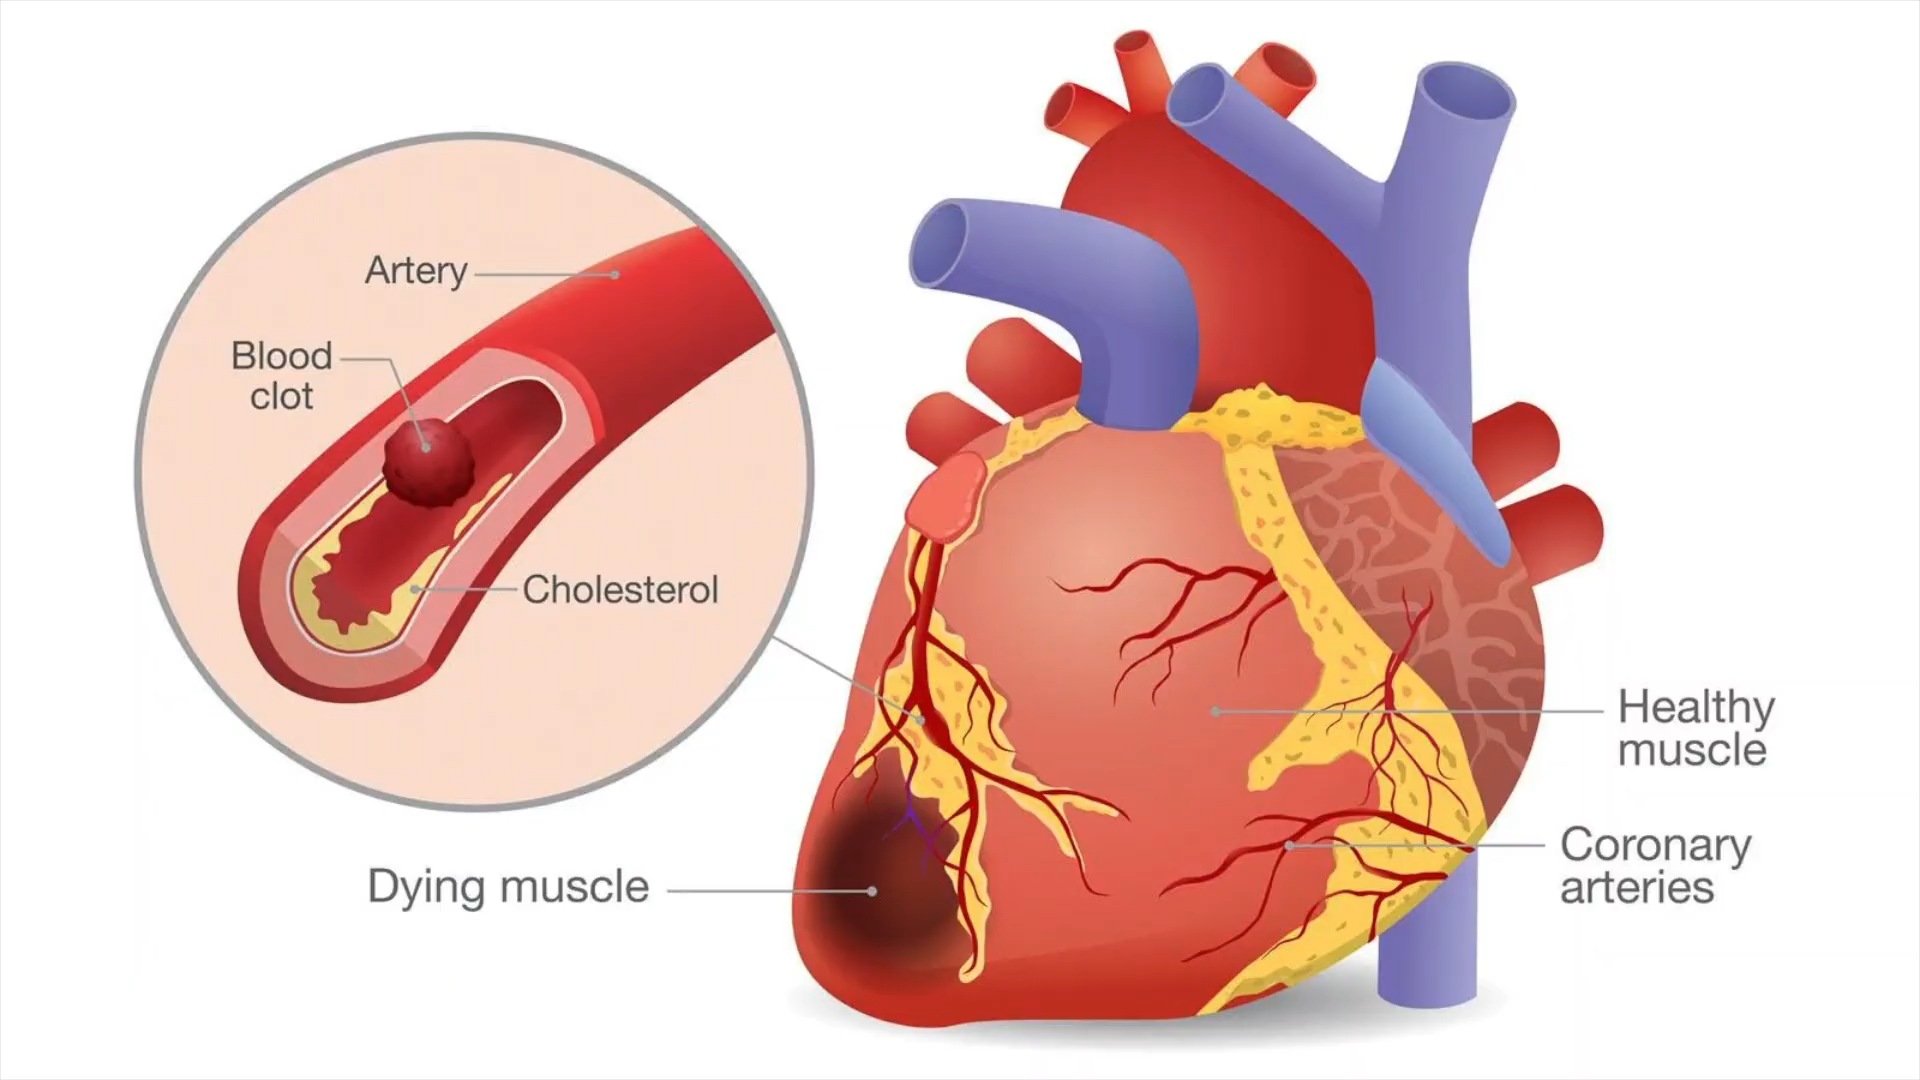 Artery
Blood
clot
Cholesterol
Dying muscle
Healthy
muscle
Coronary
arteries